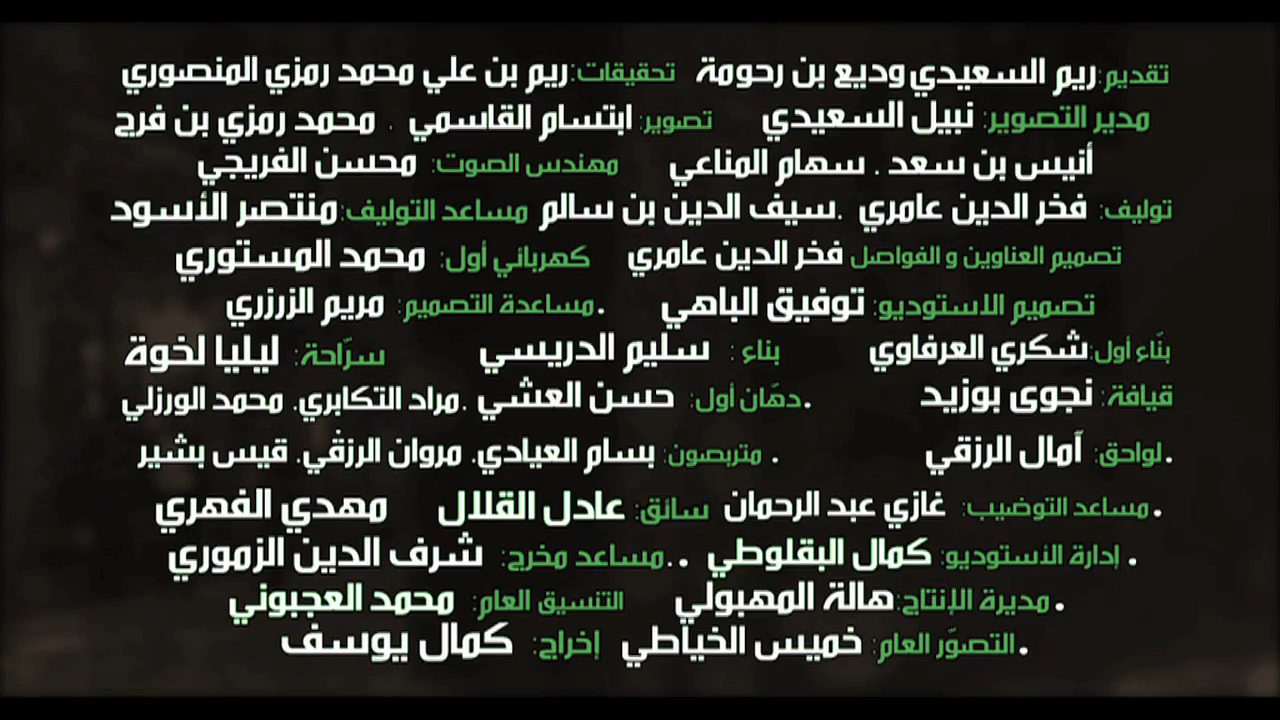 تقديم: ريم السعيدي وديع بن رحومة تحقيقات: ريم بن علي محمد رمزي المنصوري
مدير التصوير: نبيل السعيدي تصوير: ابتسام القاسمي . محمد رمزي بن فرج
أنيس بن سعد . سهام المناعي مهندس الصوت: محسن الفريجي
توليف: فخر الدين عامري .سيف الدين بن سالم مساعد التوليف: منتصر الأسود
تصميم العناوين و الفواصل فخر الدين عامري كهربائي أول: محمد المستوري
تصميم الاستوديو: توفيق الباهي .مساعدة التصميم: مريم الزرزري
بنّاء أول: شكري العرفاوي بناء : سليم الدريسي سرّاحة: ليليا لخوة
قيافة: نجوى بوزيد .دهّان أول: حسن العشي .مراد التكابري. محمد الورزلي
.لواحق: آمال الرزقي . متربصون: بسام العيادي. مروان الرزڨي. قيس بشير
.مساعد التوضيب: غازي عبد الرحمان سائق: عادل القلال مهدي الفهري
. إدارة الأستوديو: كمال البقلوطي ..مساعد مخرج: شرف الدين الزموري
.مديرة الإنتاج: هالة المهبولي التنسيق العام: محمد العجبوني
.التصوّر العام: خميس الخياطي إخراج: كمال يوسف